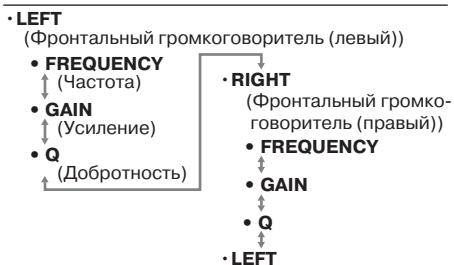 · LEFT
(Фронтальный громкоговоритель (левый))
• FREQUENCY
(Частота)
• GAIN
(Усиление)
• Q
(Добротность)
· RIGHT
(Фронтальный громко-
говоритель (правый))
• FREQUENCY
• GAIN
• Q
· LEFT